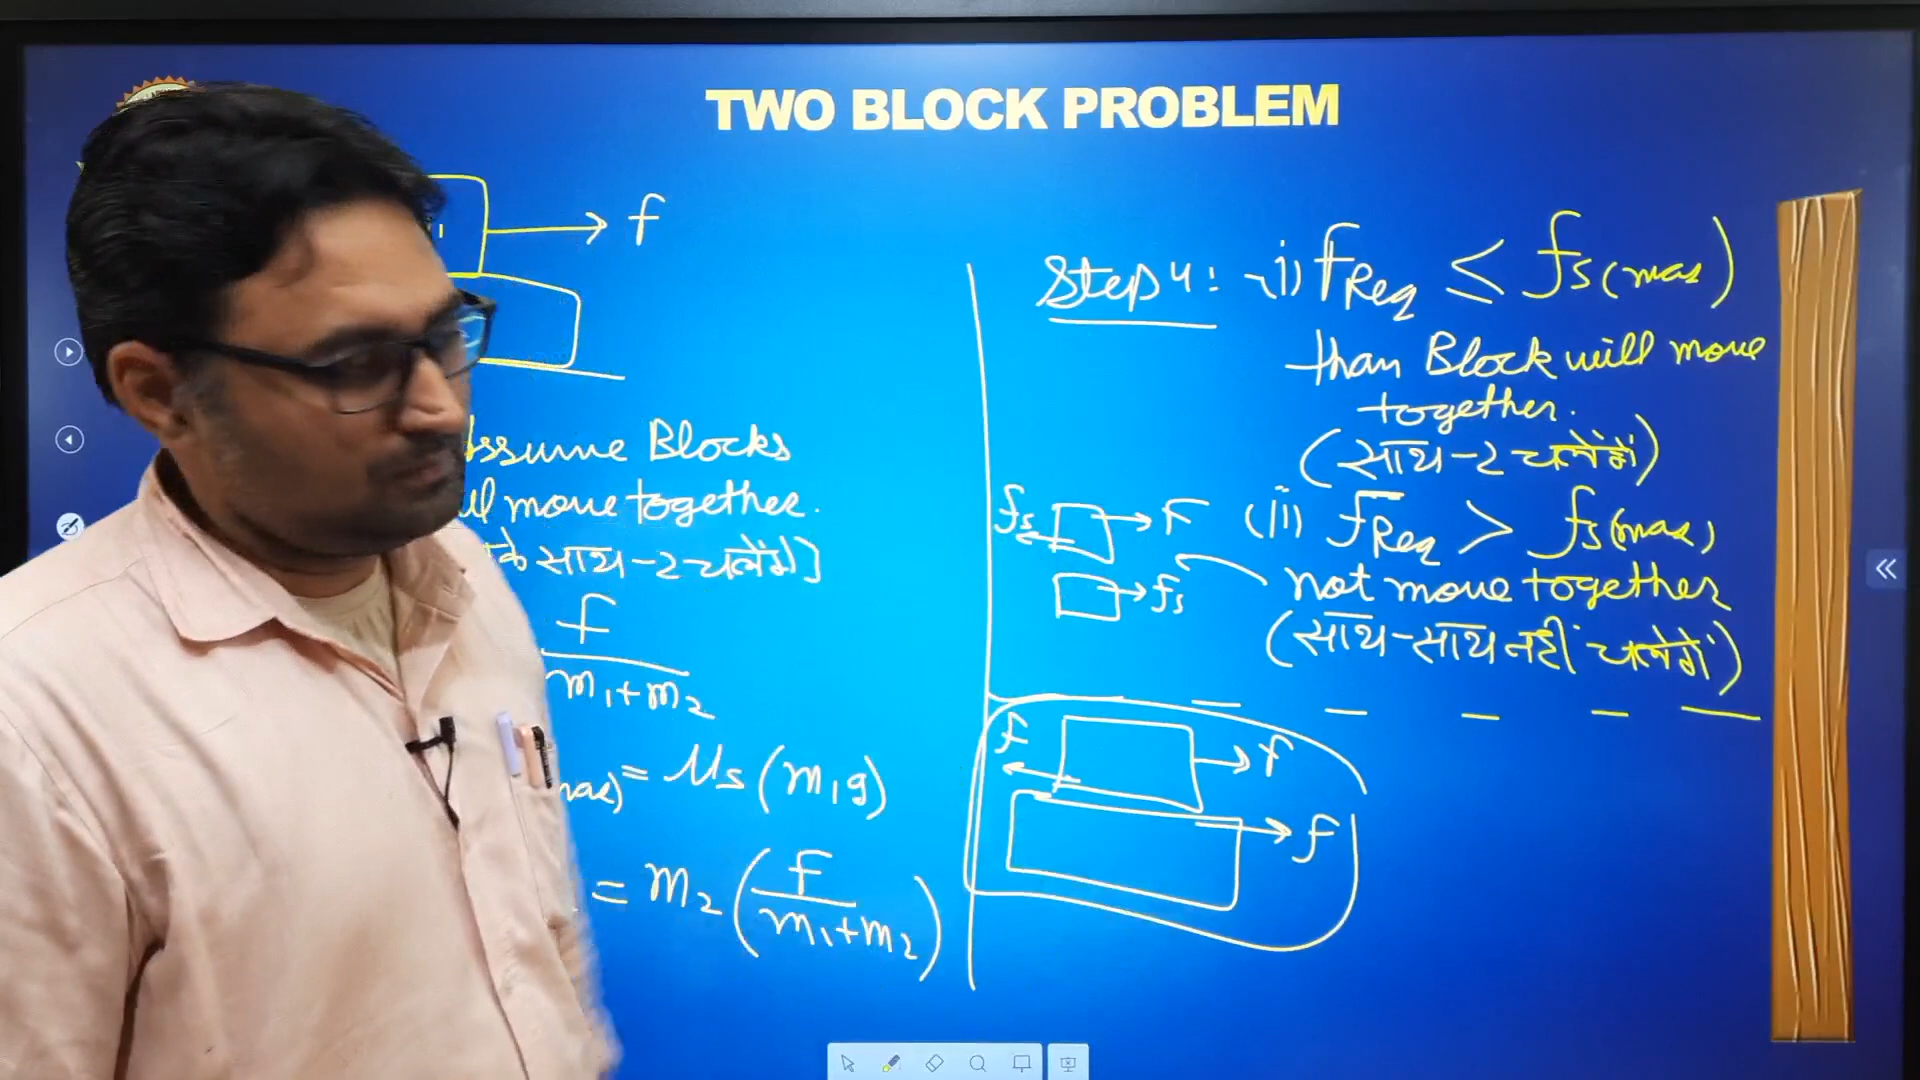 TWO BLOCK PROBLEM
f
Assume Blocks
move together.
साथ-2 चलेंगे]
f
m₁+m₂
= μs (m₁g)
= m₂ (f
m₁+m₂)
Step 4: (i) fReq ≤ fs(max)
than Block will move
together.
(साथ-2 चलेंगे)
fs F
fs
(ii) fReq > fs(max)
not move together
(साथ-साथ नहीं चलेंगे)
f f
f